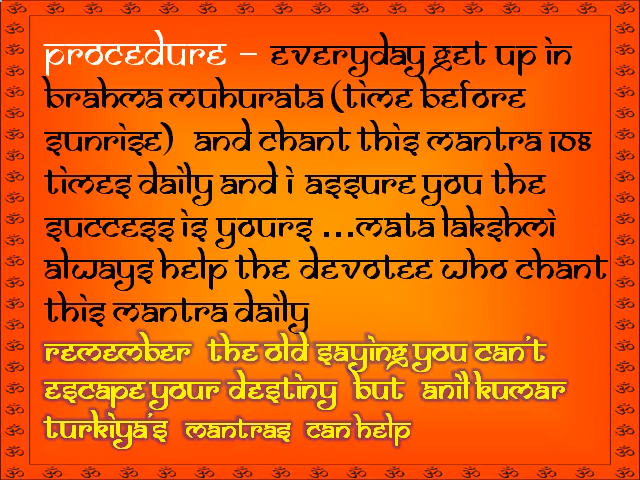 Procedure - Everyday get up in
Brahma Muhurata (time before
sunrise) and chant this mantra 108
times daily and i assure you the
success is yours ...Mata Lakshmi
always help the devotee who chant
this mantra daily
Remember the old saying you can't
escape your destiny but Anil Kumar
Turkiya's mantras can help